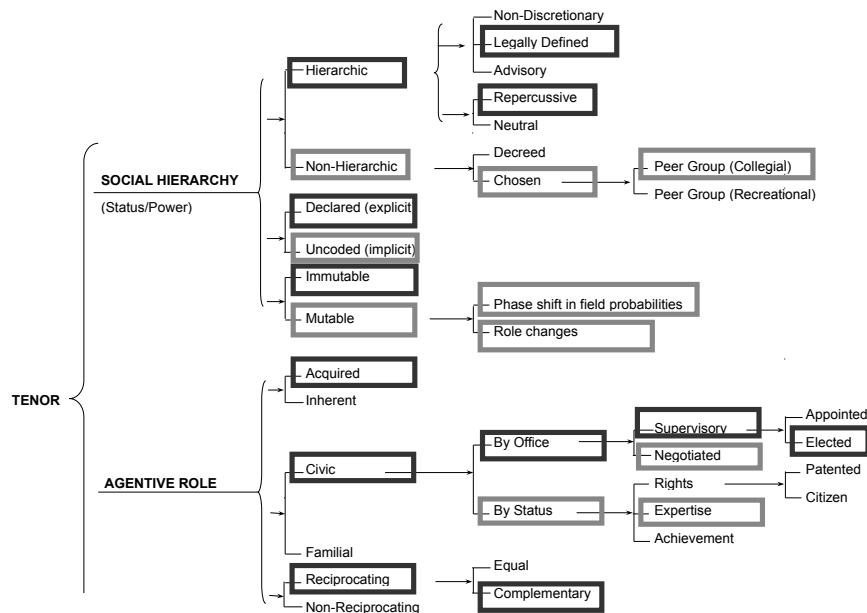 Non-Discretionary
Legally Defined
Hierarchic
Advisory
Repercussive
Neutral
Decreed
Non-Hierarchic
Peer Group (Collegial)
SOCIAL HIERARCHY
Chosen
Peer Group (Recreational)
(Status/Power)
Declared (explicit)
Uncoded (implicit)
Immutable
Phase shift in field probabilities
Mutable
Role changes
Acquired
TENOR
Inherent
Appointed
Supervisory
By Office
Elected
Negotiated
Civic
Patented
AGENTIVE ROLE
Rights
Citizen
By Status
Expertise
Achievement
Familial
Equal
Reciprocating
Complementary
Non-Reciprocating